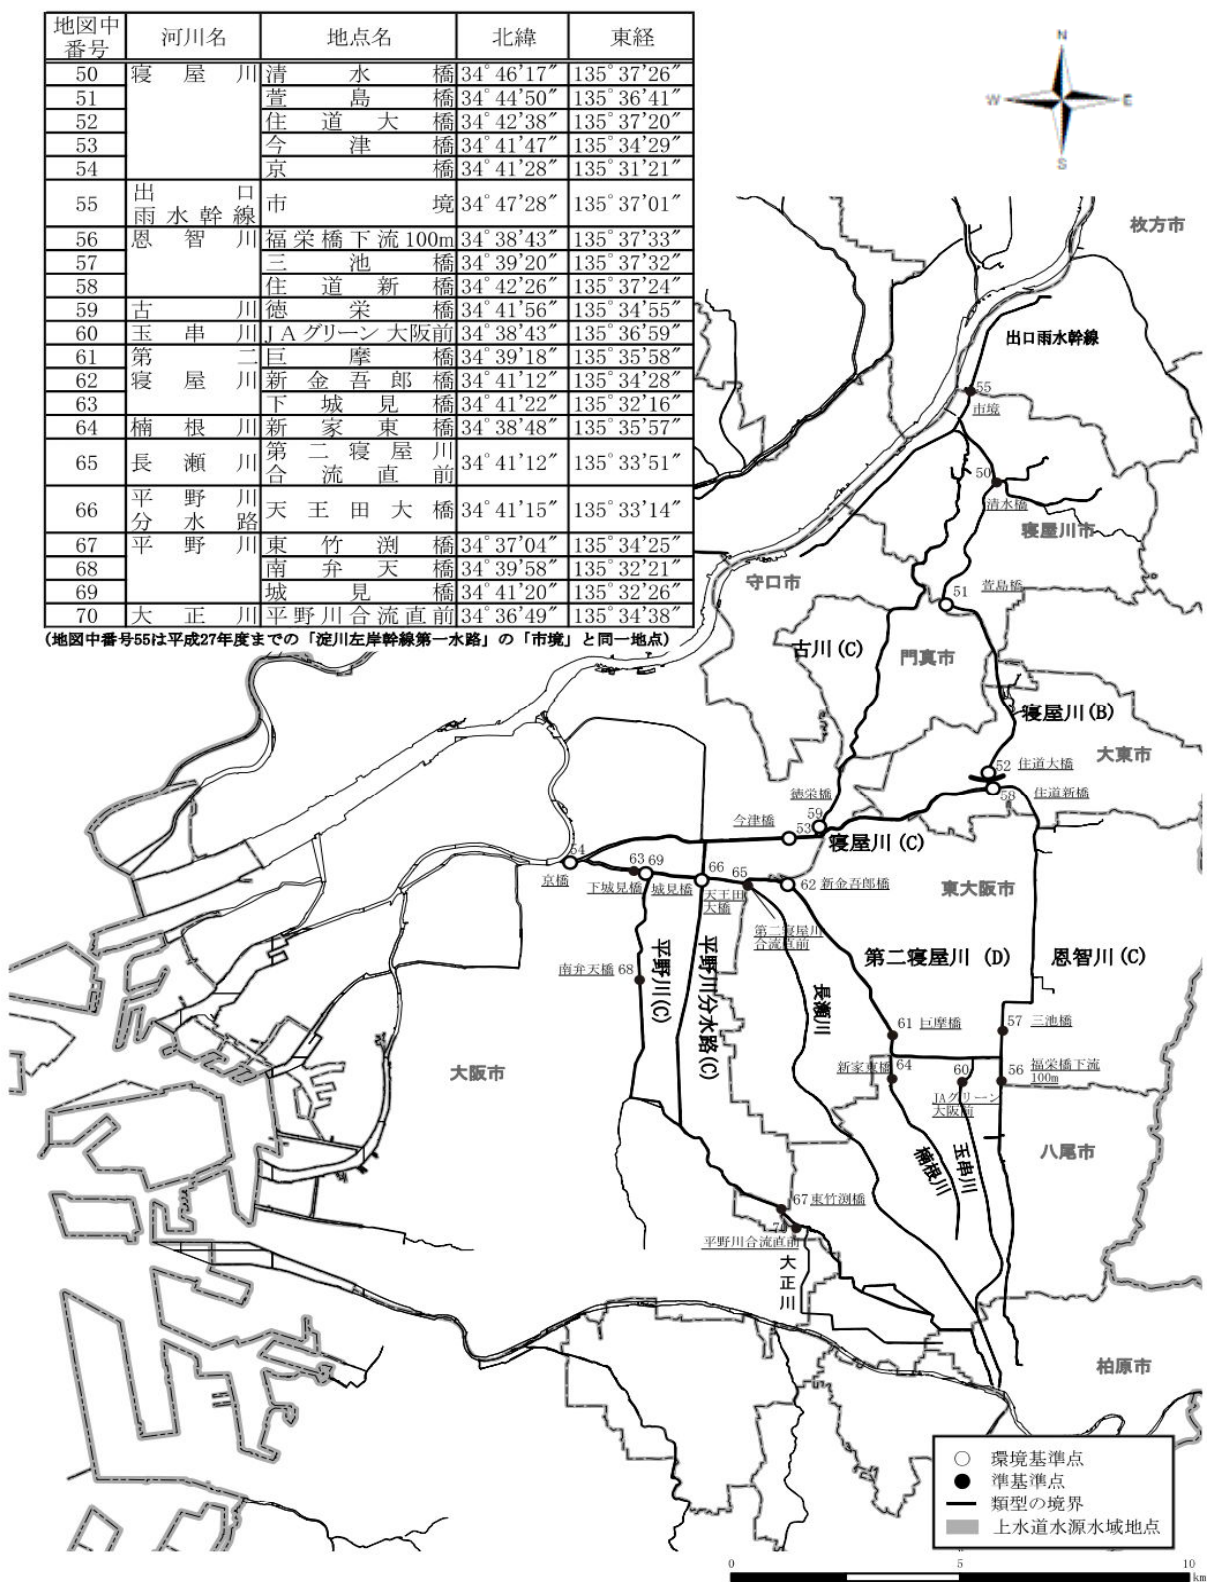 地図中番号 河川名 地点名 北緯 東経
50 寝屋川 清水橋 34°46'17" 135°37'26"
51 萱島橋 34°44'50" 135°36'41"
52 住道大橋 34°42'38" 135°37'20"
53 今津橋 34°41'47" 135°34'29"
54 京橋 34°41'28" 135°31'21"
55 出口雨水幹線 市境 34°47'28" 135°37'01"
56 恩智川 福栄橋下流100m 34°38'43" 135°37'33"
57 三池橋 34°39'20" 135°37'32"
58 住道新橋 34°42'26" 135°37'24"
59 古川 徳栄橋 34°41'56" 135°34'55"
60 玉串川 JAグリーン大阪前 34°38'43" 135°36'59"
61 第二寝屋川 巨摩橋 34°39'18" 135°35'58"
62 新金吾郎橋 34°41'12" 135°34'28"
63 下城見橋 34°41'22" 135°32'16"
64 楠根川 新家東橋 34°38'48" 135°35'57"
65 長瀬川 第二寝屋川合流直前 34°41'12" 135°33'51"
66 平野川分水路 天王田大橋 34°41'15" 135°33'14"
67 平野川 東竹渕橋 34°37'04" 135°34'25"
68 南弁天橋 34°39'58" 135°32'21"
69 城見橋 34°41'20" 135°32'26"
70 大正川 平野川合流直前 34°36'49" 135°34'38"
(地図中番号55は平成27年度までの「淀川左岸幹線第一水路」の「市境」と同一地点)
N
W E
S
枚方市
出口雨水幹線
55
市境
50
清水橋
寝屋川市
守口市
51 萱島橋
古川(C)
門真市
寝屋川(B)
大東市
52 住道大橋
58 住道新橋
徳栄橋
59
今津橋 53
寝屋川(C)
54
京橋
63 69
下城見橋 城見橋
66
天王田
大橋
65
第二寝屋川
合流直前
62 新金吾郎橋
東大阪市
平野川(C)
平野川分水路(C)
長瀬川
第二寝屋川 (D)
恩智川(C)
南弁天橋 68
61 巨摩橋
57 三池橋
新家東橋 64
60
JAグリーン
大阪前
56 福栄橋下流
100m
大阪市
楠根川
玉串川
八尾市
67 東竹渕橋
70
平野川合流直前
大正川
柏原市
○ 環境基準点
● 準基準点
類型の境界
上水道水源水域地点
0 5 10
km